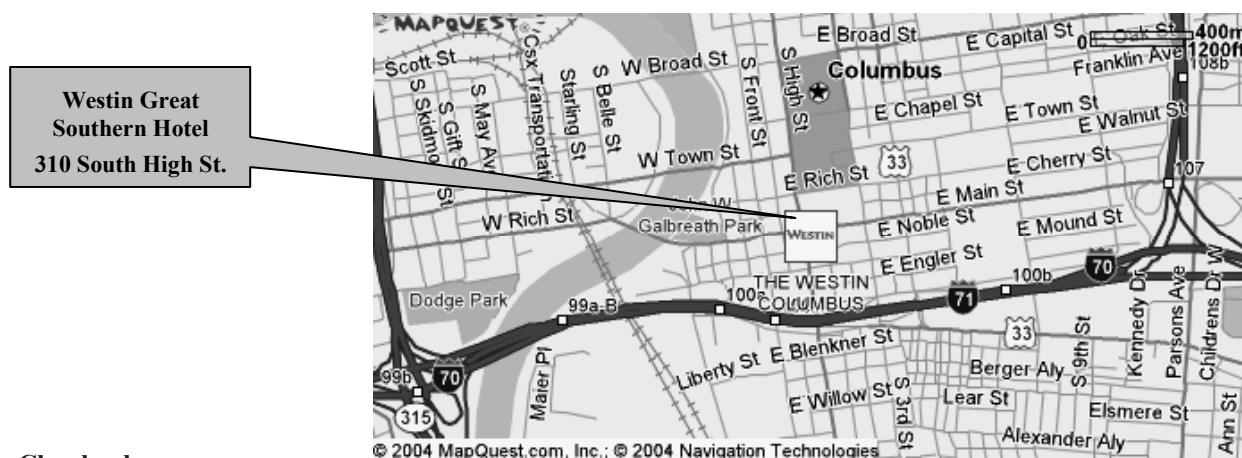 Westin Great
Southern Hotel
310 South High St.
MAPQUEST
Scott St
S Skidmo
S Gift S
S May Av
Csx Transportation
Starling St
S Belle St
W Broad St
S Front St
S High St
E Broad St
Columbus
E Capital St
E Oak St
0
400m
1200ft
Franklin Ave
108b
E Chapel St
E Town St
E Walnut St
W Town St
E Rich St
33
E Cherry St
107
E Main St
W Rich St
John W
Galbreath Park
WESTIN
E Noble St
E Mound St
E Engler St
70
THE WESTIN
COLUMBUS
100b
71
Dodge Park
99a-B
100a
33
Kennedy Dr
Parsons Ave
Childrens Dr W
S 9th St
Maier Pl
Liberty St
E Blenkner St
Berger Aly
99b
70
315
E Willow St
S 3rd St
Lear St
Elsmere St
Alexander Aly
Ann St
© 2004 MapQuest.com, Inc.; © 2004 Navigation Technologies